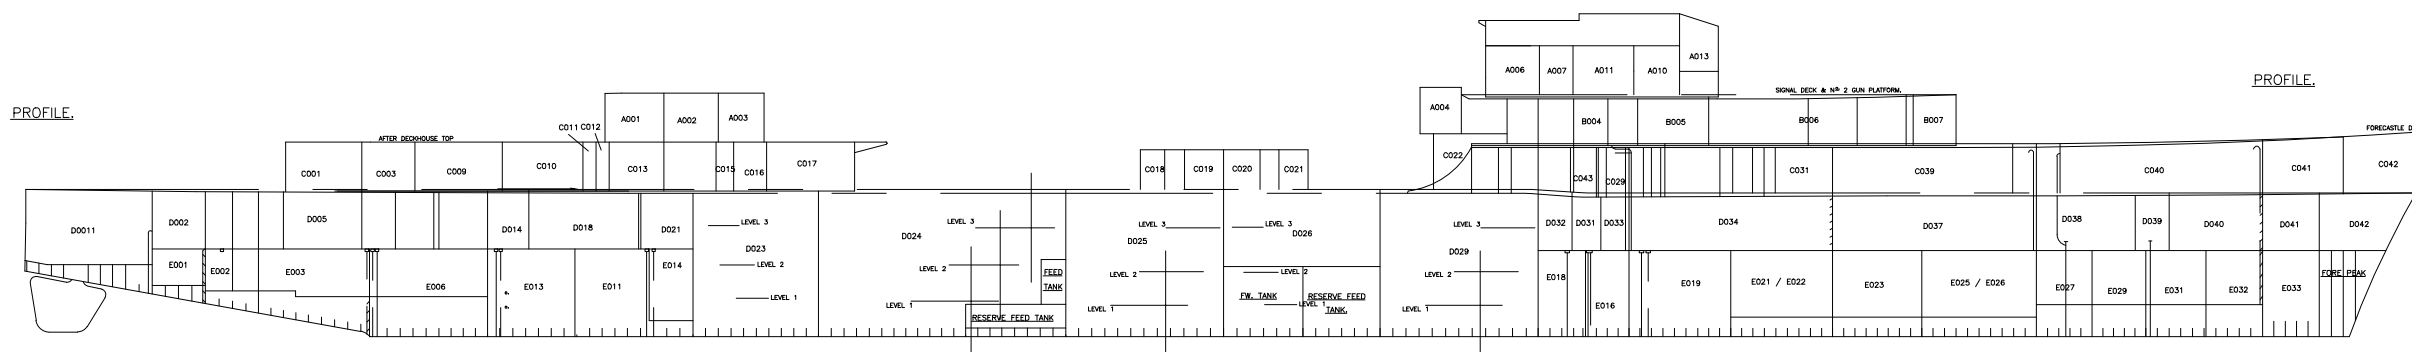 PROFILE.
PROFILE.
A013
A006
A007
A011
A010
SIGNAL DECK & Nº 2 GUN PLATFORM.
A004
A001
A002
A003
B004
B005
B006
B007
C011
C012
AFTER DECKHOUSE TOP
FORECASTLE D
C001
C003
C009
C010
C013
C015
C016
C017
C018
C019
C020
C021
C022
C043
C029
C031
C039
C040
C041
C042
D0011
D002
D005
D014
D018
D021
LEVEL 3
D023
LEVEL 2
LEVEL 1
D024
LEVEL 3
LEVEL 2
LEVEL 1
FEED
TANK
RESERVE FEED TANK
LEVEL 3
D025
LEVEL 2
LEVEL 1
LEVEL 3
D026
LEVEL 2
LEVEL 1
FW. TANK
RESERVE FEED
TANK.
LEVEL 3
D029
LEVEL 2
LEVEL 1
D032
D031
D033
D034
D037
D038
D039
D040
D041
D042
E001
E002
E003
E006
E013
E011
E014
E018
E016
E019
E021 / E022
E023
E025 / E026
E027
E029
E031
E032
E033
FORE PEAK